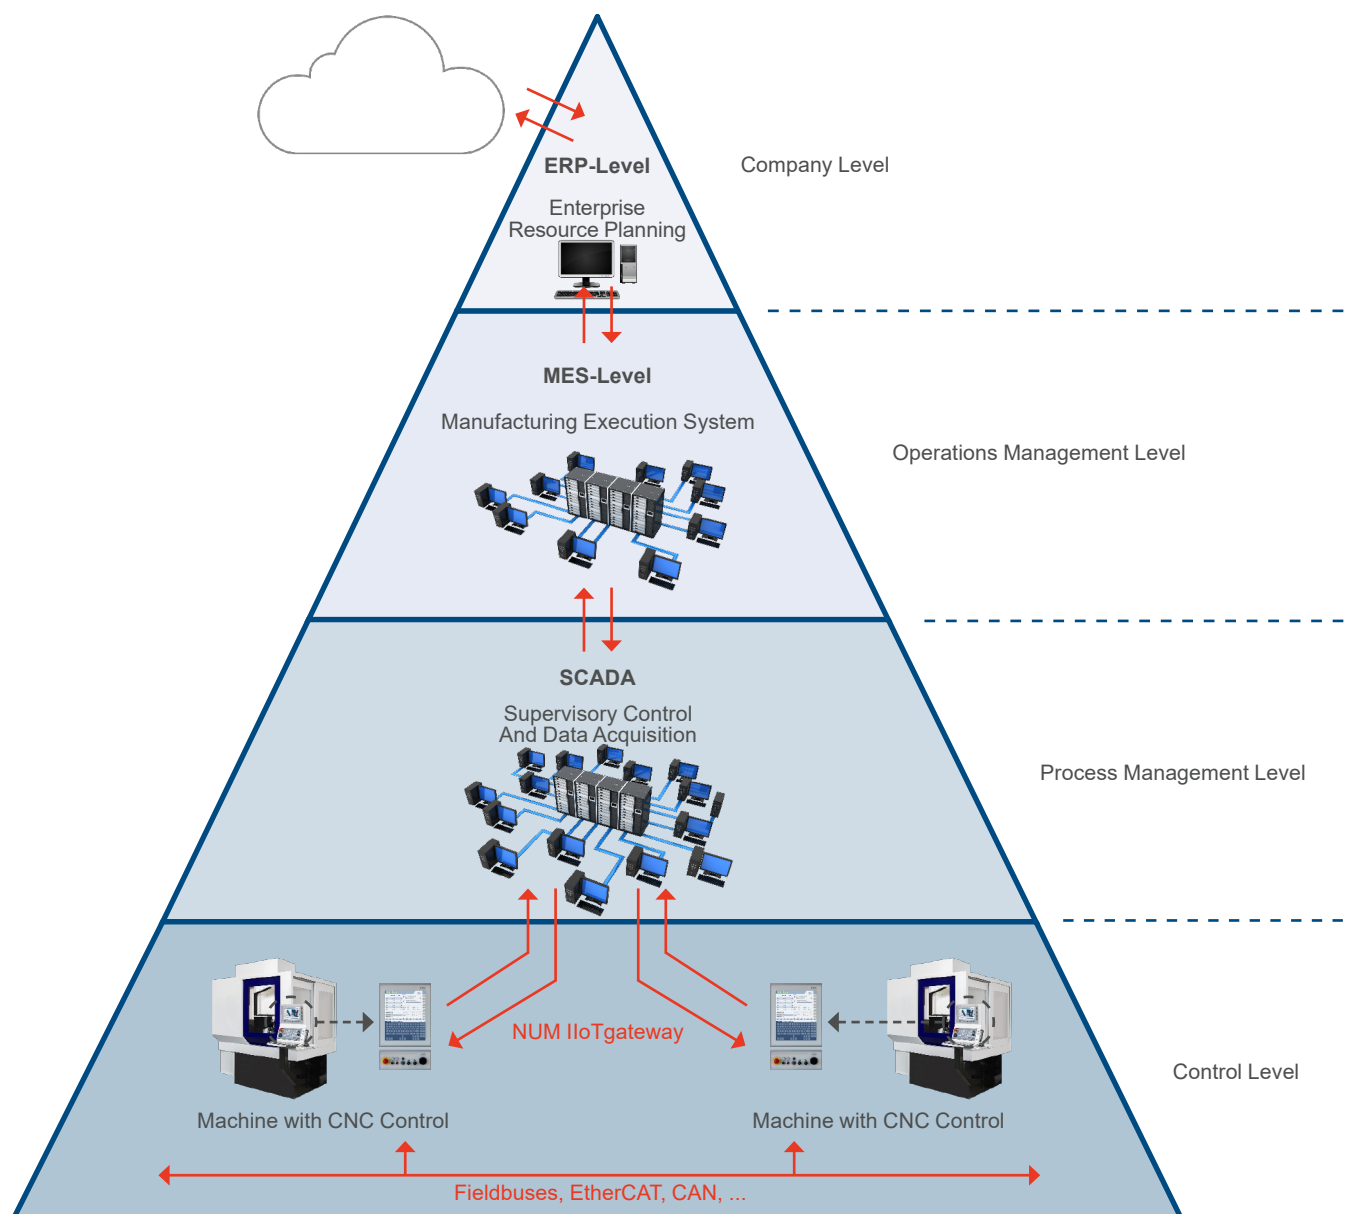 ERP-Level
Company Level
Enterprise
Resource Planning
MES-Level
Manufacturing Execution System
Operations Management Level
SCADA
Supervisory Control
And Data Acquisition
Process Management Level
NUM IIoTgateway
Control Level
Machine with CNC Control
Machine with CNC Control
Fieldbuses, EtherCAT, CAN, ...